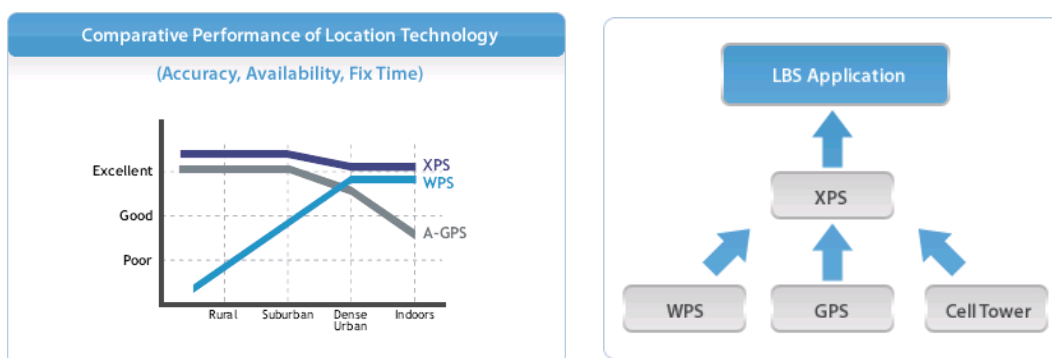 Comparative Performance of Location Technology
(Accuracy, Availability, Fix Time)
Excellent
Good
Poor
XPS
WPS
A-GPS
Rural
Suburban
Dense
Urban
Indoors
LBS Application
XPS
WPS
GPS
Cell Tower